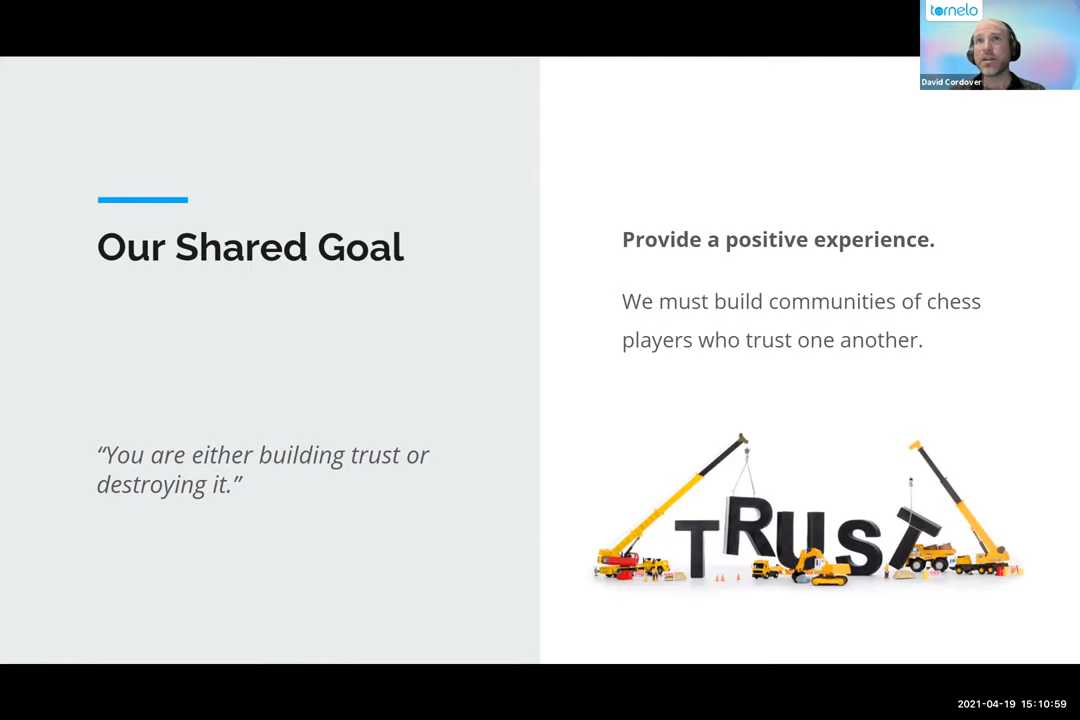 tornelo
David Cordover
Our Shared Goal
“You are either building trust or
destroying it.”
Provide a positive experience.
We must build communities of chess
players who trust one another.
TRUST
2021-04-19 15:10:59